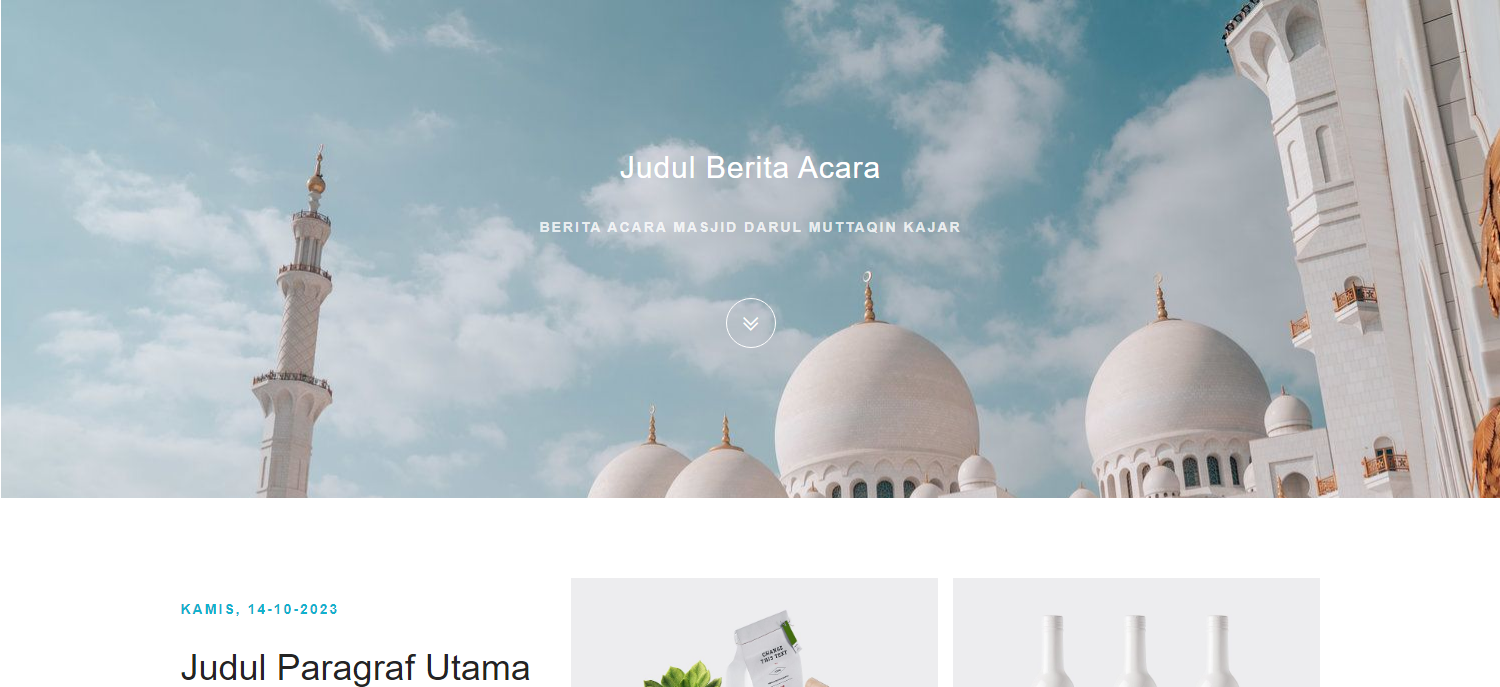 Judul Berita Acara
BERITA ACARA MASJID DARUL MUTTAQIN KAJAR
KAMIS, 14-10-2023
Judul Paragraf Utama
CHANGE
THIS TEXT